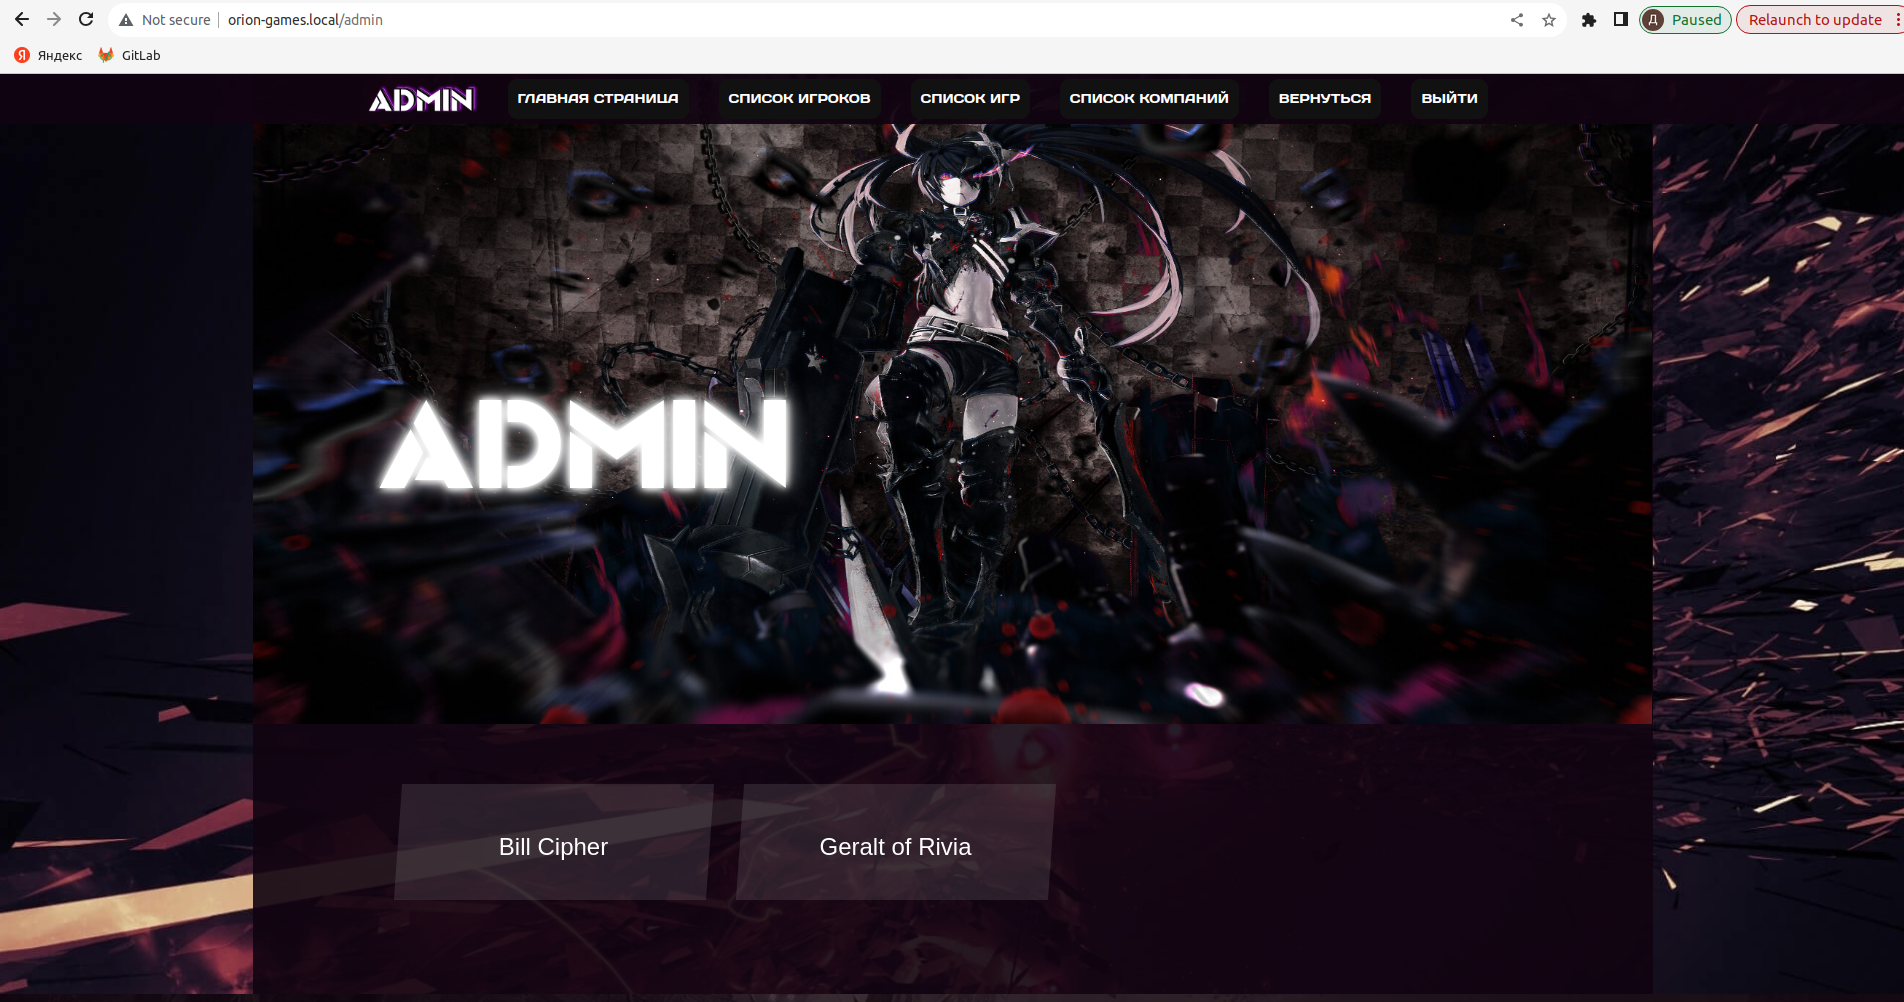 Not secure orion-games.local/admin Д Paused Relaunch to update
Я Яндекс GitLab
ADMIN ГЛАВНАЯ СТРАНИЦА СПИСОК ИГРОКОВ СПИСОК ИГР СПИСОК КОМПАНИЙ ВЕРНУТЬСЯ ВЫЙТИ
ADMIN
Bill Cipher Geralt of Rivia